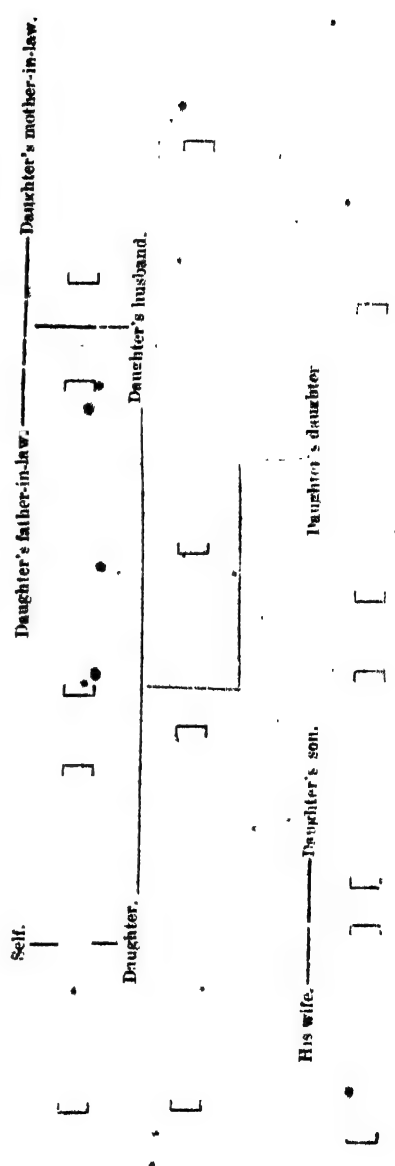 Self. Daughter's father-in-law. Daughter's mother-in-law.
[ ] [ ] [ ]
Daughter. Daughter's husband.
[ ] [ ] [ ]
His wife. Daughter's son. Daughter's daughter
[ ] [ ] [ ]